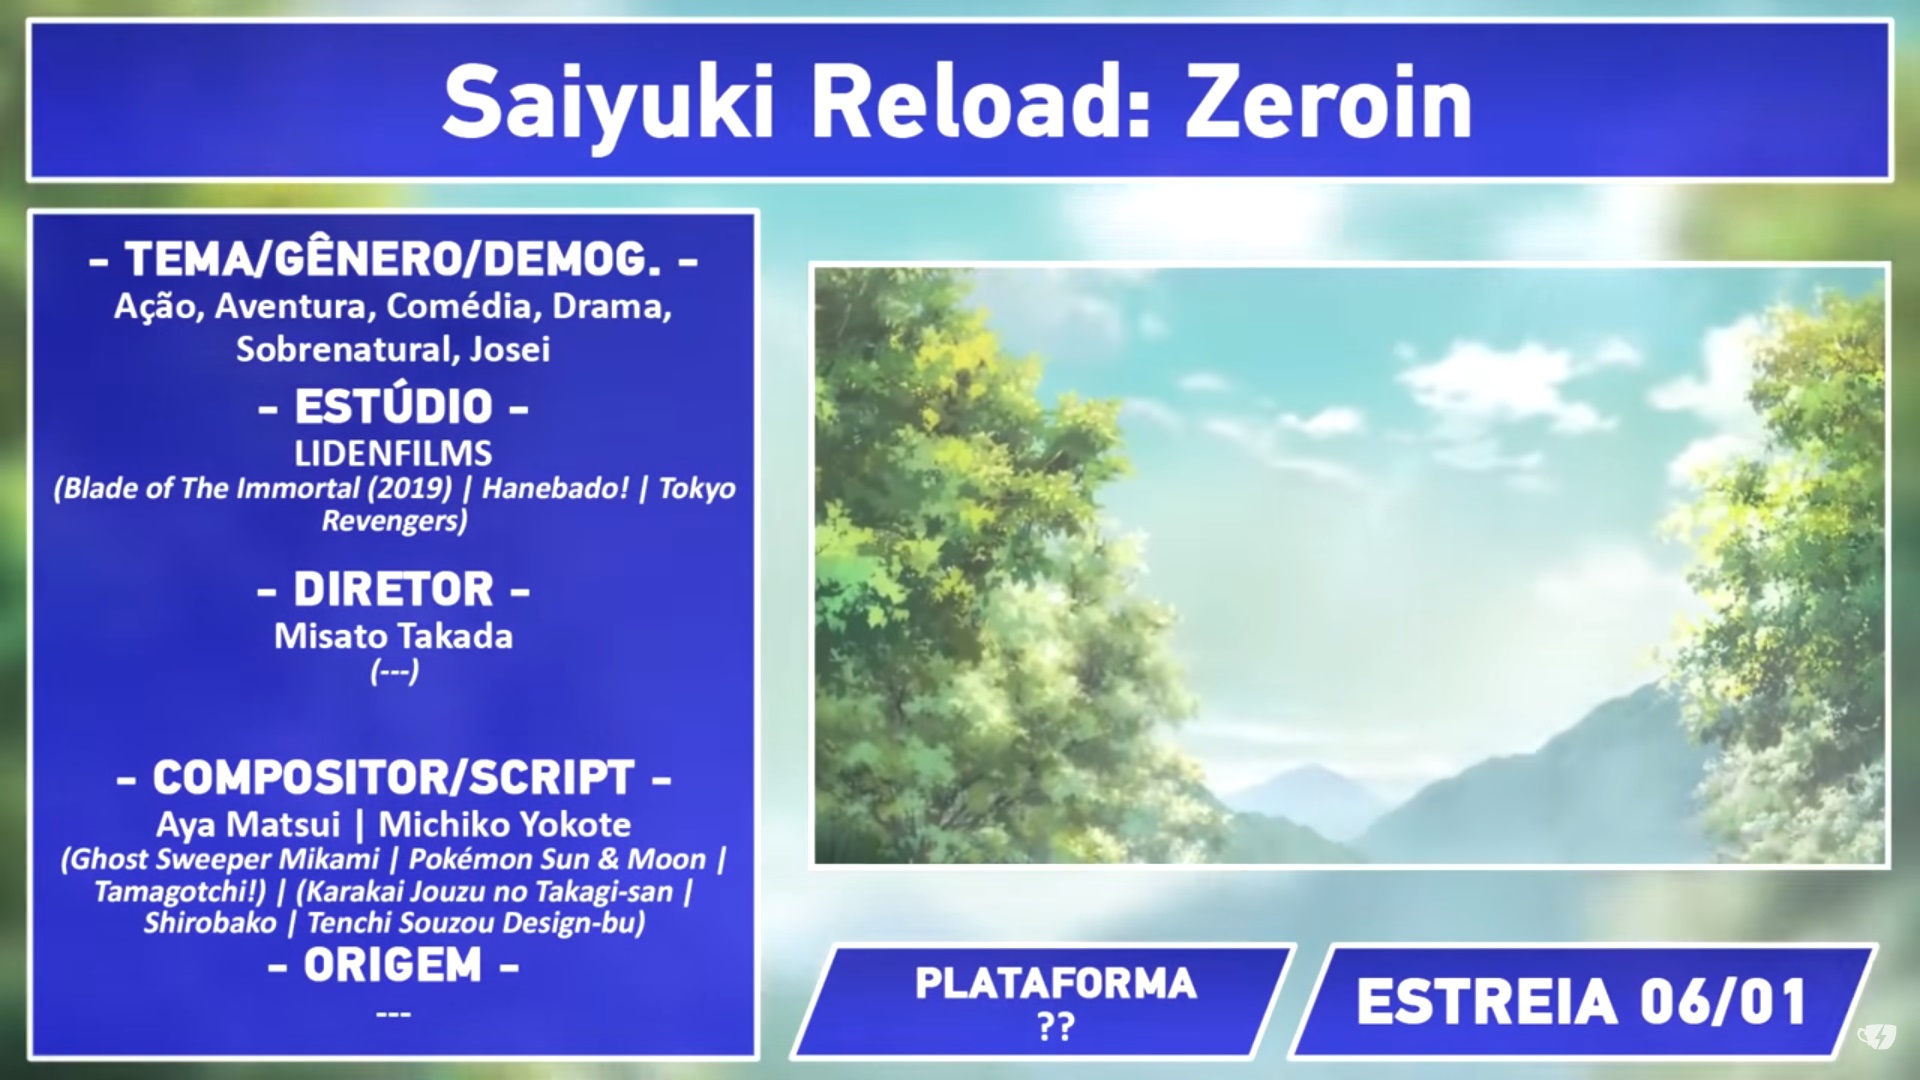 Saiyuki Reload: Zeroin
- TEMA/GÊNERO/DEMOG. -
Ação, Aventura, Comédia, Drama,
Sobrenatural, Josei
- ESTÚDIO -
LIDENFILMS
(Blade of The Immortal (2019) | Hanebado! | Tokyo
Revengers)
- DIRETOR -
Misato Takada
(---)
- COMPOSITOR/SCRIPT -
Aya Matsui | Michiko Yokote
(Ghost Sweeper Mikami | Pokémon Sun & Moon |
Tamagotchi!) | (Karakai Jouzu no Takagi-san |
Shirobako | Tenchi Souzou Design-bu)
- ORIGEM -
---
PLATAFORMA
??
ESTREIA 06/01